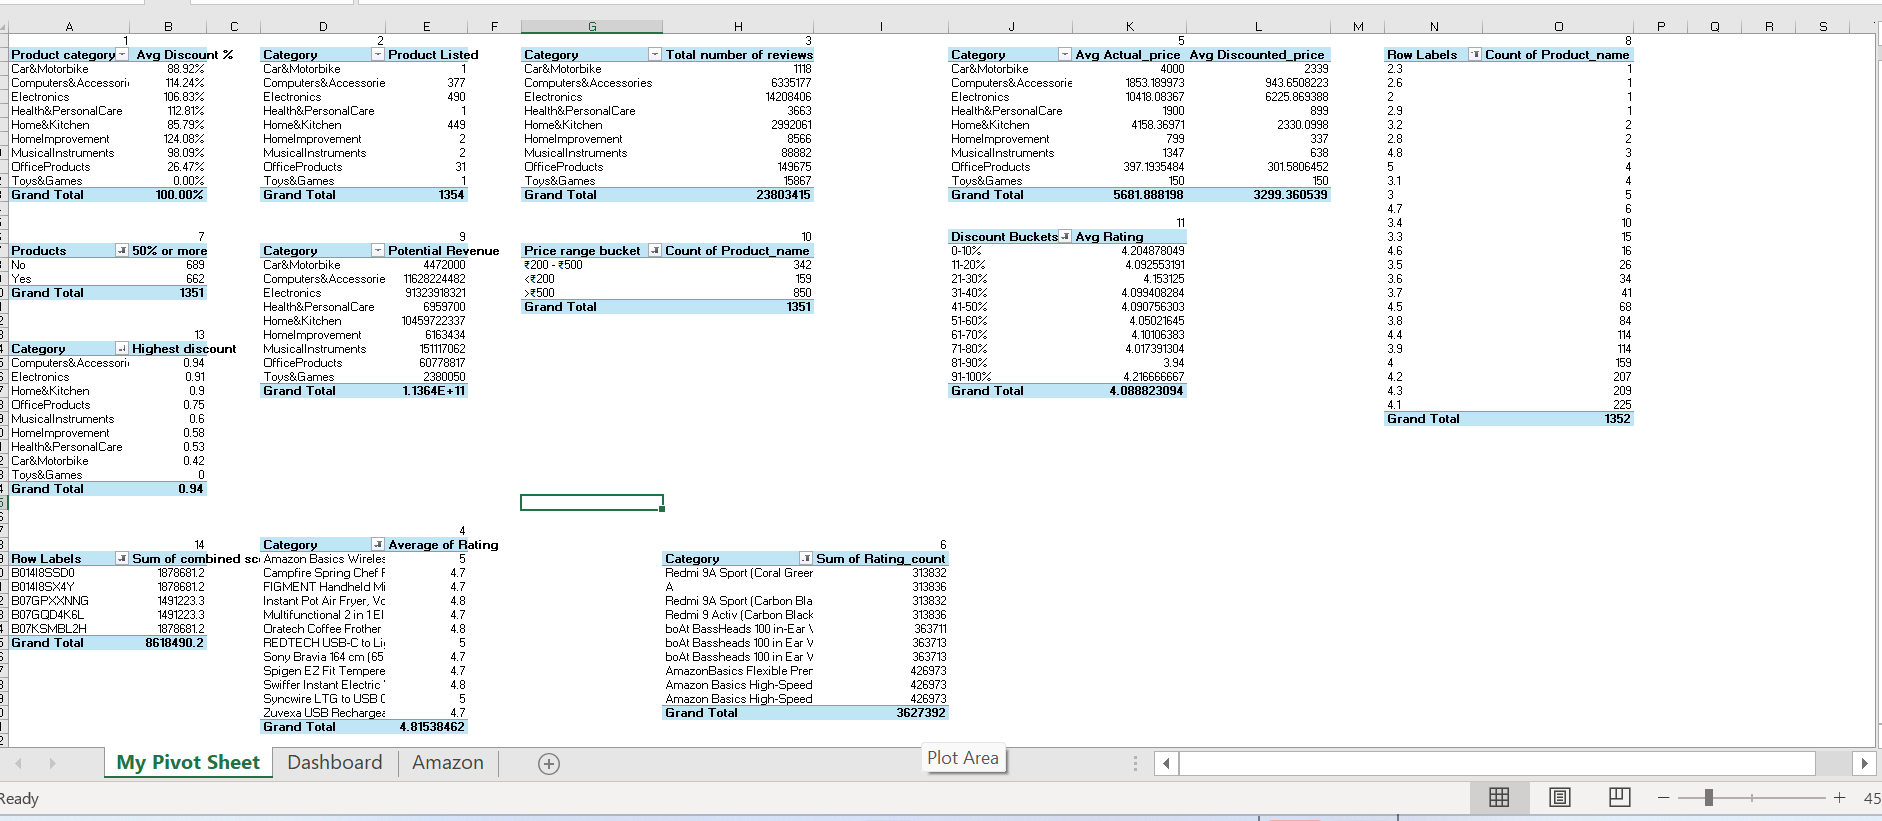 A B C D E F G H I J K L M N O P Q R S
1 2 3 5 8
Product category Avg Discount % Category Product Listed Category Total number of reviews Category Avg Actual_price Avg Discounted_price Row Labels Count of Product_name
Car&Motorbike 88.92% Car&Motorbike 1 Car&Motorbike 1118 Car&Motorbike 4000 2339 2.3 1
Computers&Accessori 114.24% Computers&Accessorie 377 Computers&Accessories 6335177 Computers&Accessorie 1853.189973 943.6508223 2.6 1
Electronics 106.83% Electronics 490 Electronics 14208406 Electronics 10418.08367 6225.869388 2 1
Health&PersonalCare 112.81% Health&PersonalCare 1 Health&PersonalCare 3663 Health&PersonalCare 1900 899 2.9 1
Home&Kitchen 85.79% Home&Kitchen 449 Home&Kitchen 2992061 Home&Kitchen 4158.36971 2330.0998 3.2 2
HomeImprovement 124.08% HomeImprovement 2 HomeImprovement 8566 HomeImprovement 799 337 2.8 2
MusicalInstruments 98.09% MusicalInstruments 2 MusicalInstruments 88882 MusicalInstruments 1347 638 4.8 3
OfficeProducts 26.47% OfficeProducts 31 OfficeProducts 149675 OfficeProducts 397.1935484 301.5806452 5 4
Toys&Games 0.00% Toys&Games 1 Toys&Games 15867 Toys&Games 150 150 3.1 4
Grand Total 100.00% Grand Total 1354 Grand Total 23803415 Grand Total 5681.888198 3299.360539 3 5
4.7 6
11 3.4 10
7 9 10 Discount Buckets Avg Rating 3.3 15
Products 50% or more Category Potential Revenue Price range bucket Count of Product_name 0-10% 4.204878049 4.6 16
No 689 Car&Motorbike 4472000 ₹200 - ₹500 342 11-20% 4.092553191 3.5 26
Yes 662 Computers&Accessorie 11628224482 <₹200 159 21-30% 4.153125 3.6 34
Grand Total 1351 Electronics 91323918321 >₹500 850 31-40% 4.099408284 3.7 41
Health&PersonalCare 6959700 Grand Total 1351 41-50% 4.090756303 4.5 68
Home&Kitchen 10459722337 51-60% 4.05021645 3.8 84
13 HomeImprovement 6163434 61-70% 4.10106383 4.4 114
Category Highest discount MusicalInstruments 151117062 71-80% 4.017391304 3.9 114
Computers&Accessori 0.94 OfficeProducts 60778817 81-90% 3.94 4 159
Electronics 0.91 Toys&Games 2380050 91-100% 4.216666667 4.2 207
Home&Kitchen 0.9 Grand Total 1.1364E+11 Grand Total 4.088823094 4.3 209
OfficeProducts 0.75 4.1 225
MusicalInstruments 0.6 Grand Total 1352
HomeImprovement 0.58
Health&PersonalCare 0.53
Car&Motorbike 0.42
Toys&Games 0
Grand Total 0.94
4
14 Category Average of Rating 6
Row Labels Sum of combined sc Amazon Basics Wireles 5 Category Sum of Rating_count
B014I8SSD0 1878681.2 Campfire Spring Chef 4.7 Redmi 9A Sport (Coral Green 313832
B014I8SX4Y 1878681.2 FIGMENT Handheld Mi 4.7 A 313836
B07GPXXNNG 1491223.3 Instant Pot Air Fryer, Vo 4.8 Redmi 9A Sport (Carbon Bla 313832
B07GQD4K6L 1491223.3 Multifunctional 2 in 1 El 4.7 Redmi 9 Activ (Carbon Black 313836
B07KSMBL2H 1878681.2 Oratech Coffee Frother 4.8 boAt BassHeads 100 in-Ear 363711
Grand Total 8618490.2 REDTECH USB-C to Li 5 boAt Bassheads 100 in Ear 363713
Sony Bravia 164 cm (65 4.7 boAt Bassheads 100 in Ear 363713
Spigen EZ Fit Tempere 4.7 AmazonBasics Flexible Prem 426973
Swiffer Instant Electric 4.8 Amazon Basics High-Speed 426973
Syncwire LTG to USB 5 Amazon Basics High-Speed 426973
Zuvexa USB Rechargea 4.7 Grand Total 3627392
Grand Total 4.81538462
My Pivot Sheet Dashboard Amazon Plot Area
Ready 45